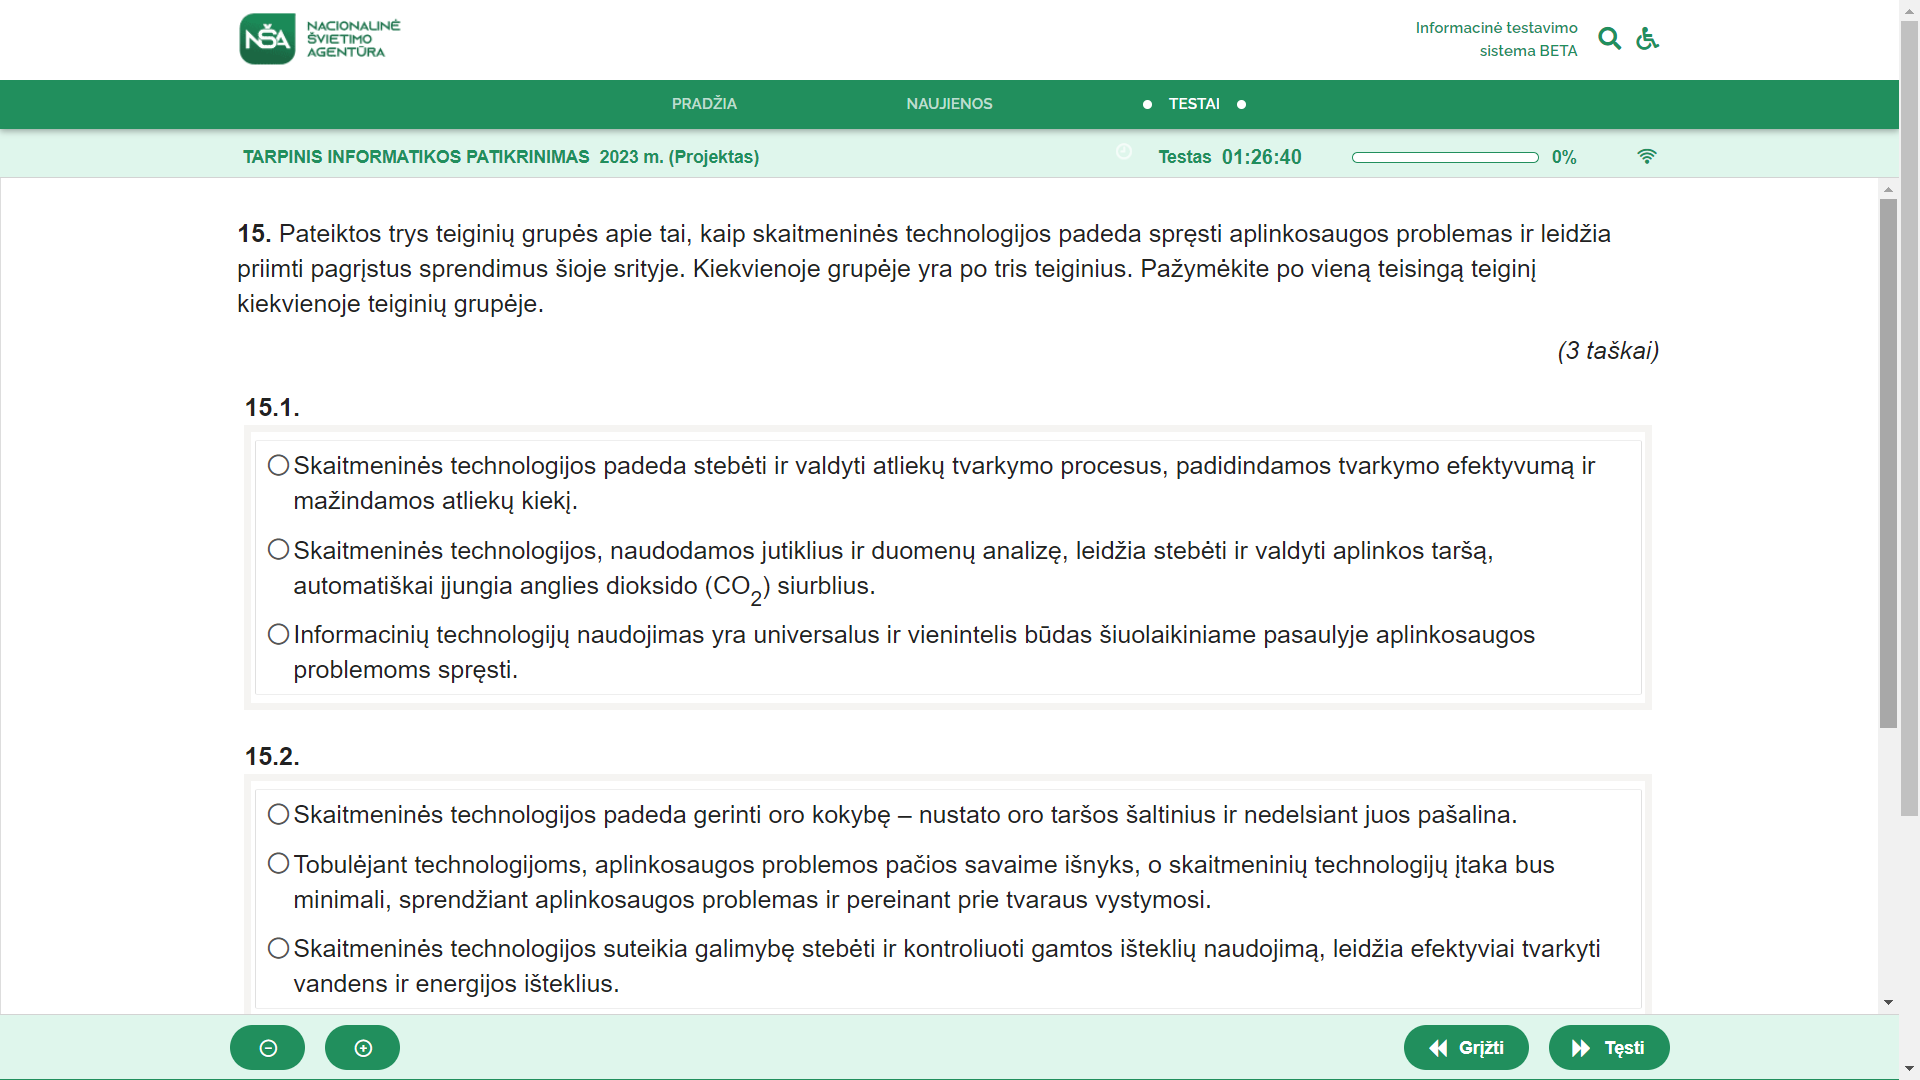 NŠA NACIONALINĖ
ŠVIETIMO
AGENTŪRA
Informacinė testavimo
sistema BETA
PRADŽIA NAUJIENOS TESTAI
TARPINIS INFORMATIKOS PATIKRINIMAS 2023 m. (Projektas) Testas 01:26:40 0%
15. Pateiktos trys teiginių grupės apie tai, kaip skaitmeninės technologijos padeda spręsti aplinkosaugos problemas ir leidžia
priimti pagrįstus sprendimus šioje srityje. Kiekvienoje grupėje yra po tris teiginius. Pažymėkite po vieną teisingą teiginį
kiekvienoje teiginių grupėje.
(3 taškai)
15.1.
Skaitmeninės technologijos padeda stebėti ir valdyti atliekų tvarkymo procesus, padidindamos tvarkymo efektyvumą ir
mažindamos atliekų kiekį.
Skaitmeninės technologijos, naudodamos jutiklius ir duomenų analizę, leidžia stebėti ir valdyti aplinkos taršą,
automatiškai įjungia anglies dioksido (CO2) siurblius.
Informacinių technologijų naudojimas yra universalus ir vienintelis būdas šiuolaikiniame pasaulyje aplinkosaugos
problemoms spręsti.
15.2.
Skaitmeninės technologijos padeda gerinti oro kokybę – nustato oro taršos šaltinius ir nedelsiant juos pašalina.
Tobulėjant technologijoms, aplinkosaugos problemos pačios savaime išnyks, o skaitmeninių technologijų įtaka bus
minimali, sprendžiant aplinkosaugos problemas ir pereinant prie tvaraus vystymosi.
Skaitmeninės technologijos suteikia galimybę stebėti ir kontroliuoti gamtos išteklių naudojimą, leidžia efektyviai tvarkyti
vandens ir energijos išteklius.
Grįžti Tęsti